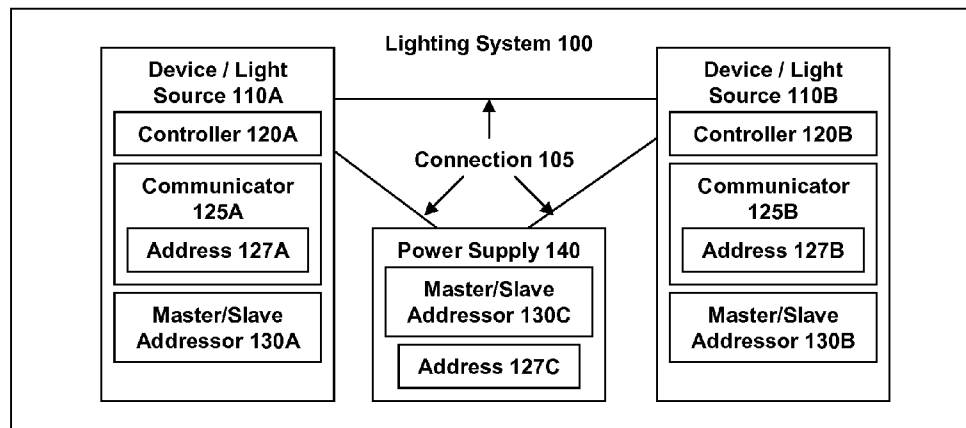 Lighting System 100
Device / Light
Source 110A
Controller 120A
Communicator
125A
Address 127A
Master/Slave
Addressor 130A
Connection 105
Power Supply 140
Master/Slave
Addressor 130C
Address 127C
Device / Light
Source 110B
Controller 120B
Communicator
125B
Address 127B
Master/Slave
Addressor 130B